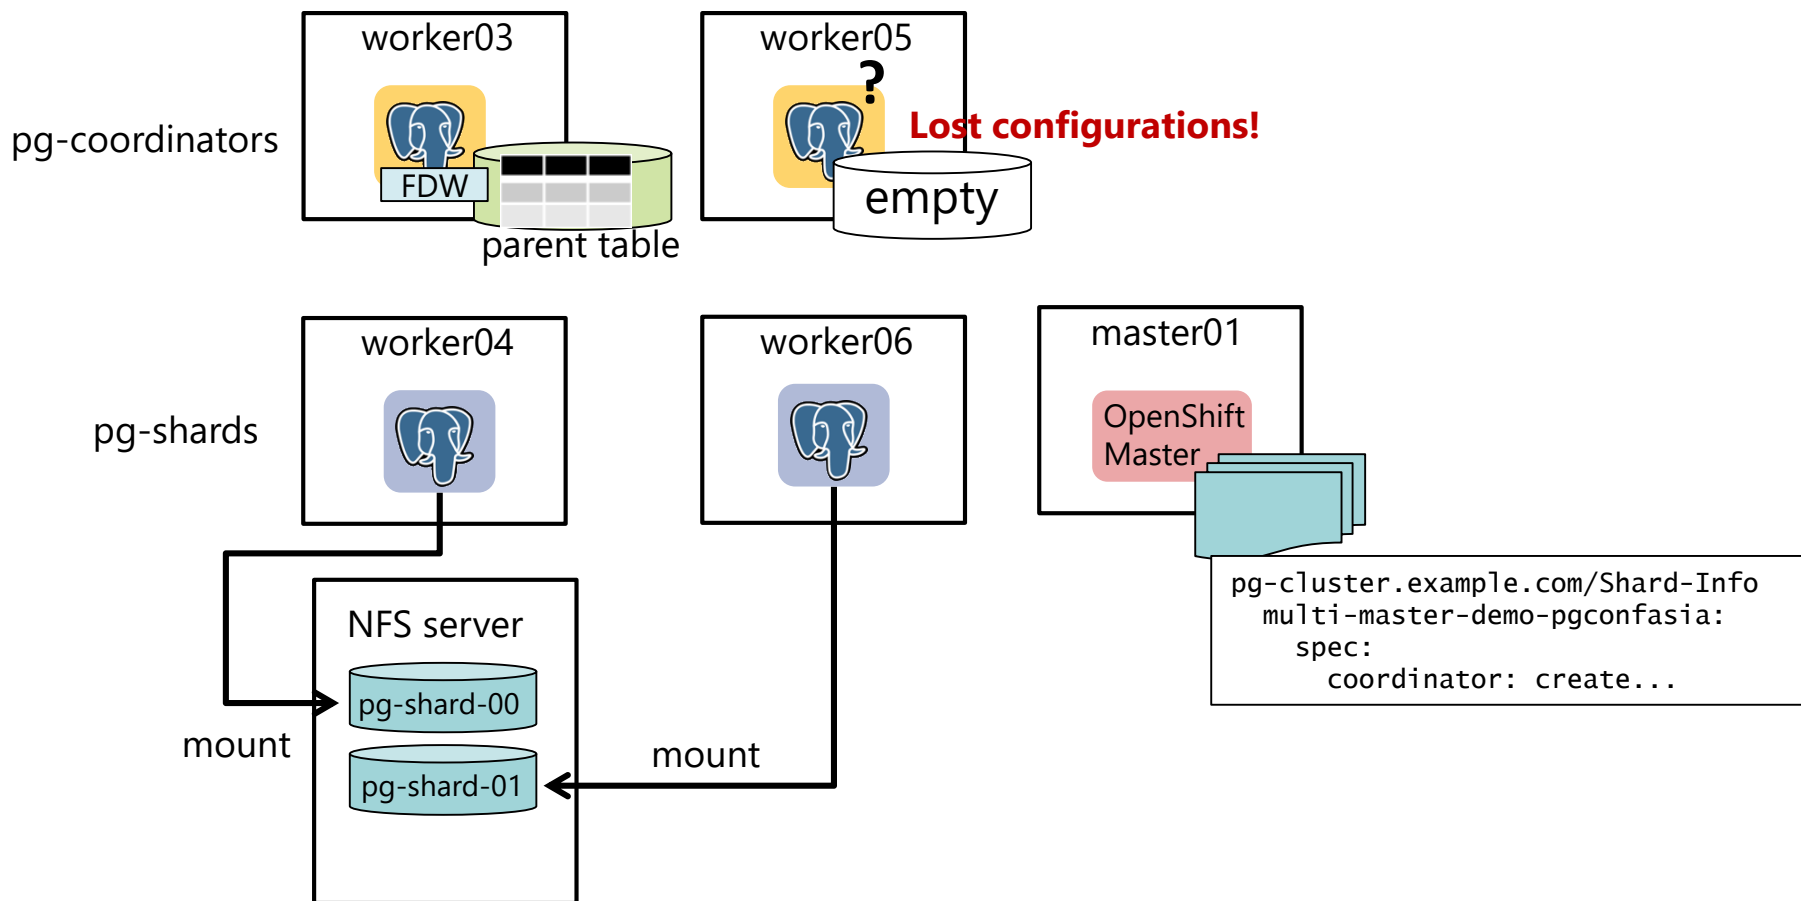 worker03
worker05
?
pg-coordinators
Lost configurations!
FDW
empty
parent table
worker04
worker06
master01
pg-shards
OpenShift
Master
NFS server
pg-shard-00
mount
pg-shard-01
mount
pg-cluster.example.com/Shard-Info
multi-master-demo-pgconfasia:
spec:
coordinator: create...